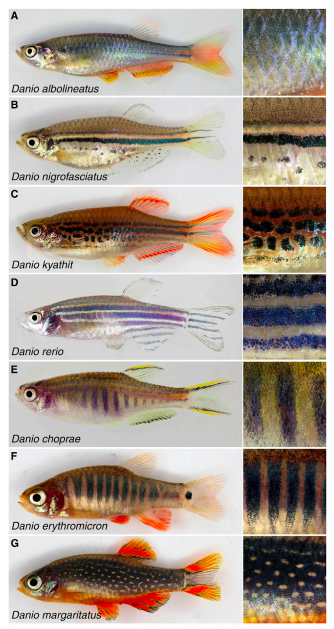 A
Danio albolineatus
B
Danio nigrofasciatus
C
Danio kyathit
D
Danio rerio
E
Danio choprae
F
Danio erythromicron
G
Danio margaritatus